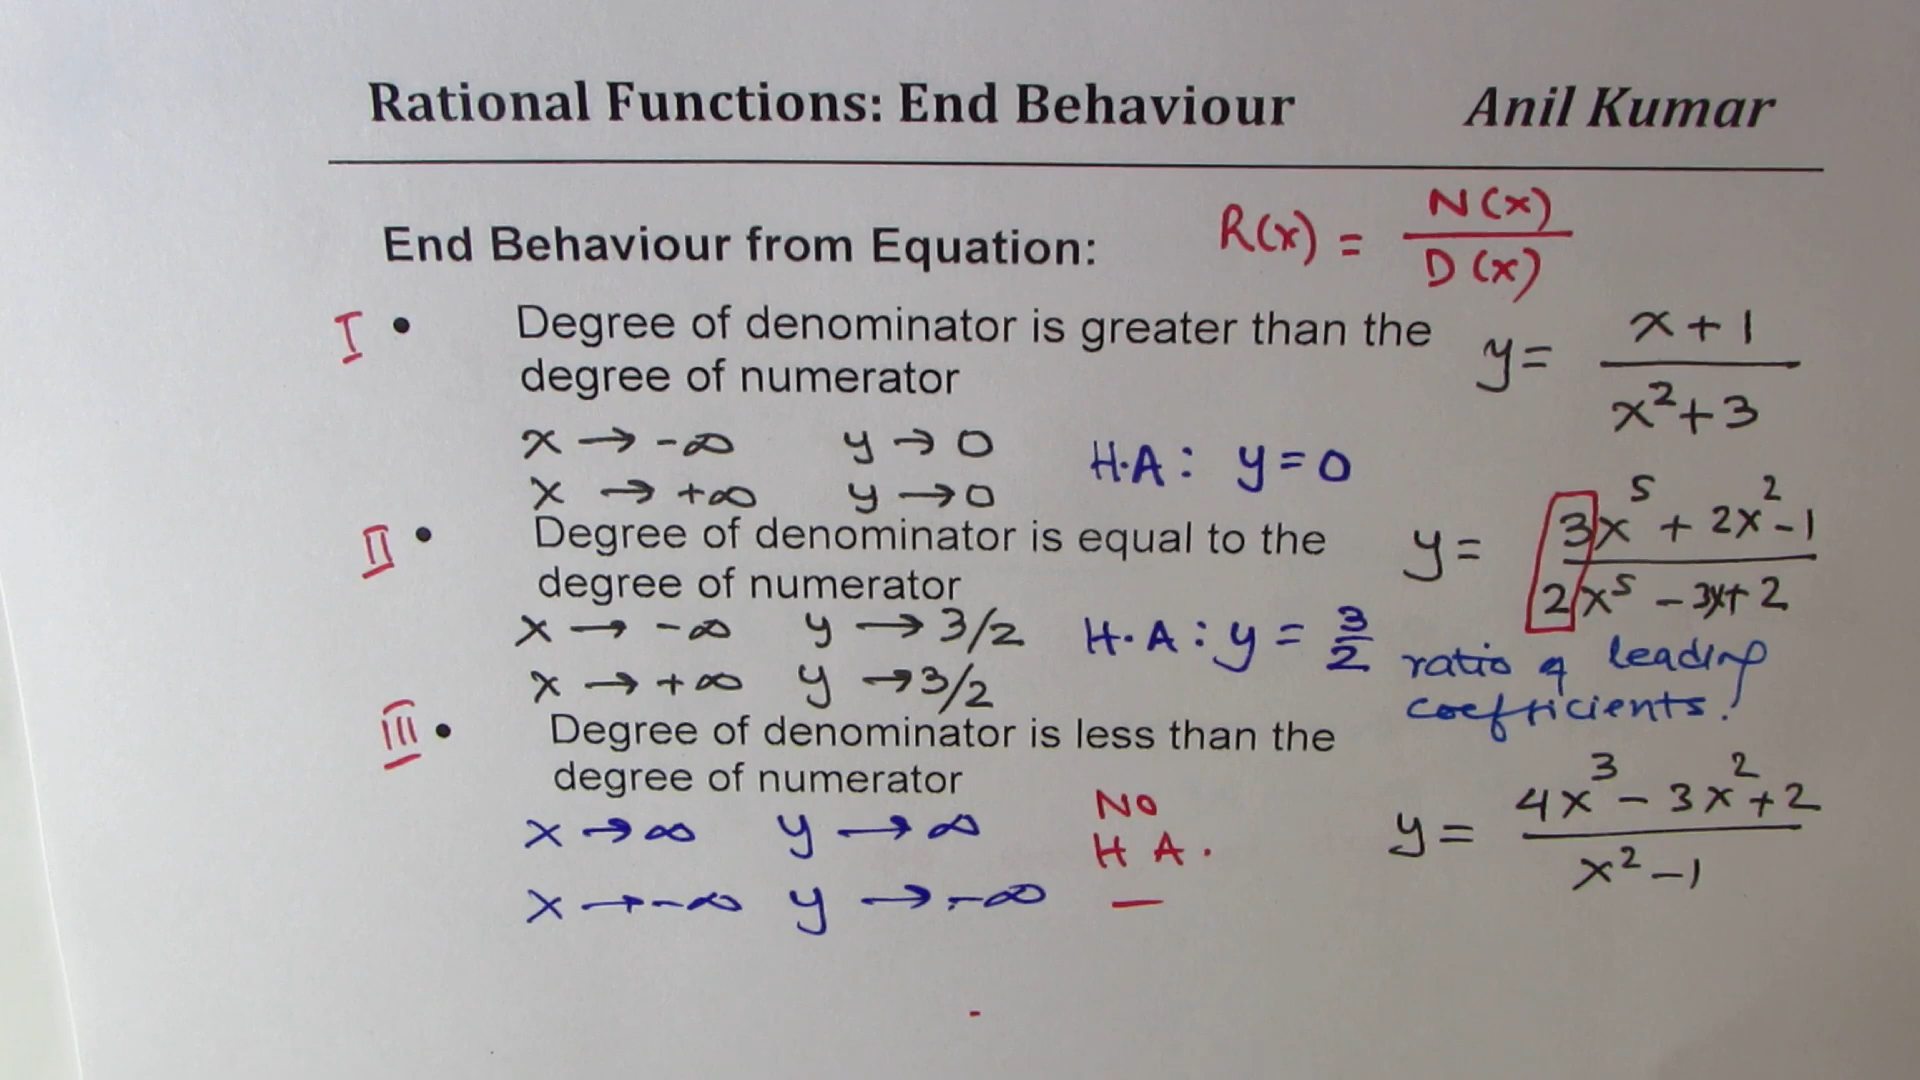 Rational Functions: End Behaviour Anil Kumar
End Behaviour from Equation: R(x) = N(x) / D(x)
I • Degree of denominator is greater than the
degree of numerator
y = x + 1 / x² + 3
x → -∞ y → 0
x → +∞ y → 0
H.A: y = 0
II • Degree of denominator is equal to the
degree of numerator
y = 3x⁵ + 2x² - 1 / 2x⁵ - 3x + 2
x → -∞ y → 3/2
x → +∞ y → 3/2
H.A: y = 3/2
ratio of leading
coefficients!
III • Degree of denominator is less than the
degree of numerator
y = 4x³ - 3x² + 2 / x² - 1
x → ∞ y → ∞
x → -∞ y → -∞
No
H A.